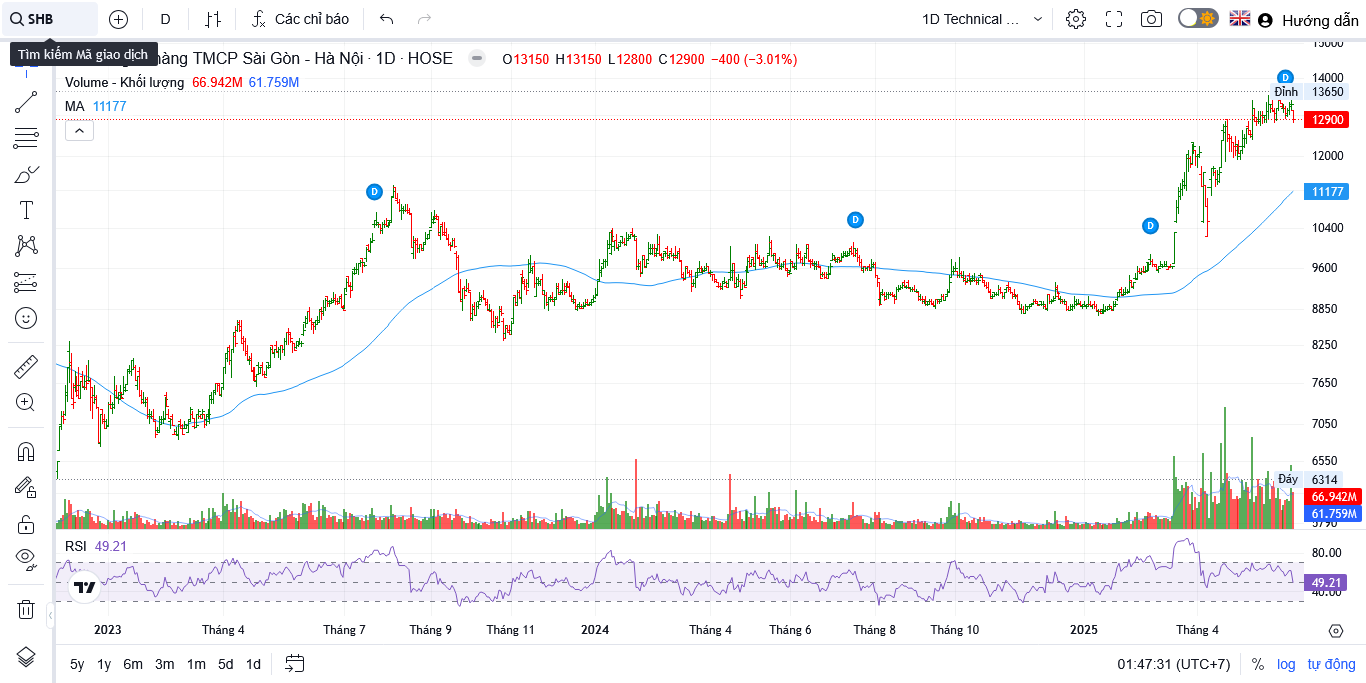 SHB
D
Các chỉ báo
1D Technical ...
Hướng dẫn
Tìm kiếm Mã giao dịch
hàng TMCP Sài Gòn - Hà Nội · 1D · HOSE
O13150 H13150 L12800 C12900 −400 (−3.01%)
Volume - Khối lượng 66.942M 61.759M
MA 11177
15000
14000
D
Đỉnh 13650
12900
12000
D
11177
D
D
10400
9600
8850
8250
7650
7050
6550
Đáy 6314
66.942M
61.759M
5790
RSI 49.21
80.00
49.21
40.00
2023 Tháng 4 Tháng 7 Tháng 9 Tháng 11 2024 Tháng 4 Tháng 6 Tháng 8 Tháng 10 2025 Tháng 4
5y 1y 6m 3m 1m 5d 1d
01:47:31 (UTC+7) % log tự động